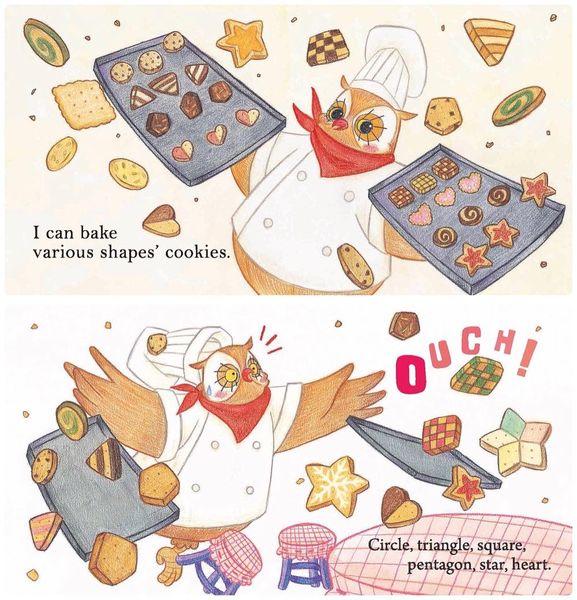 I can bake
various shapes’ cookies.
OUCH!
Circle, triangle, square,
pentagon, star, heart.